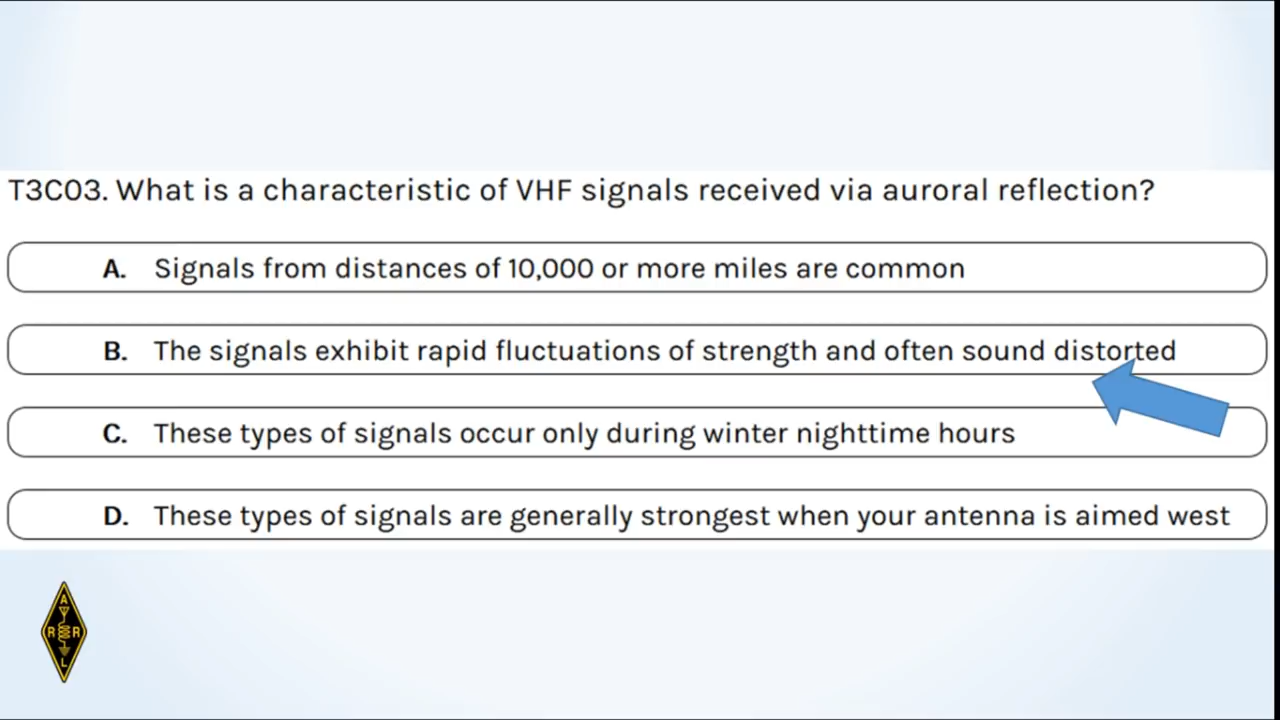 T3C03. What is a characteristic of VHF signals received via auroral reflection?
A. Signals from distances of 10,000 or more miles are common
B. The signals exhibit rapid fluctuations of strength and often sound distorted
C. These types of signals occur only during winter nighttime hours
D. These types of signals are generally strongest when your antenna is aimed west
A
R R
L